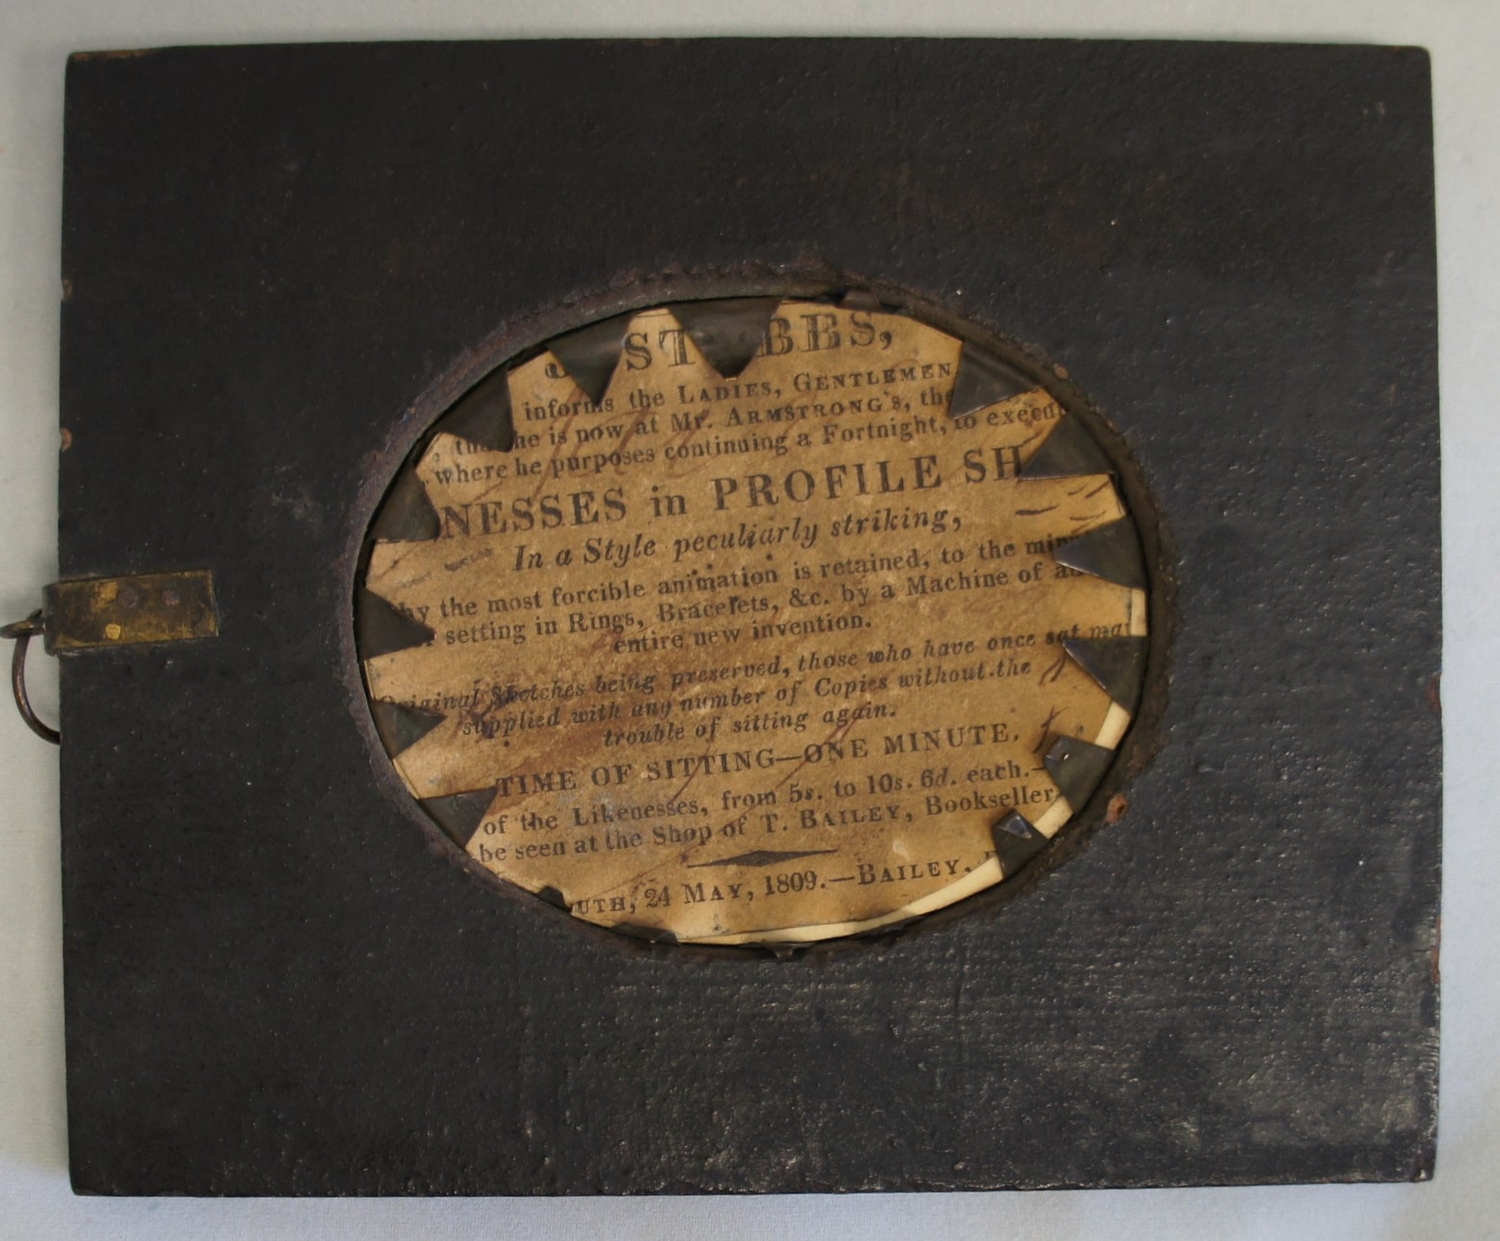 J ST BBS,
informs the LADIES, GENTLEMEN
he is now at Mr. ARMSTRONG's, the
where he purposes continuing a Fortnight, to execut
NESSES in PROFILE SH
In a Style peculiarly striking,
by the most forcible animation is retained, to the min
setting in Rings, Bracelets, &c. by a Machine of an
entire new invention.
Original Sketches being preserved, those who have once sat may
supplied with any number of Copies without the
trouble of sitting again.
TIME OF SITTING—ONE MINUTE.
of the Likenesses, from 5s. to 10s. 6d. each.—
be seen at the Shop of T. BAILEY, Bookseller
UTH, 24 MAY, 1809.—BAILEY,